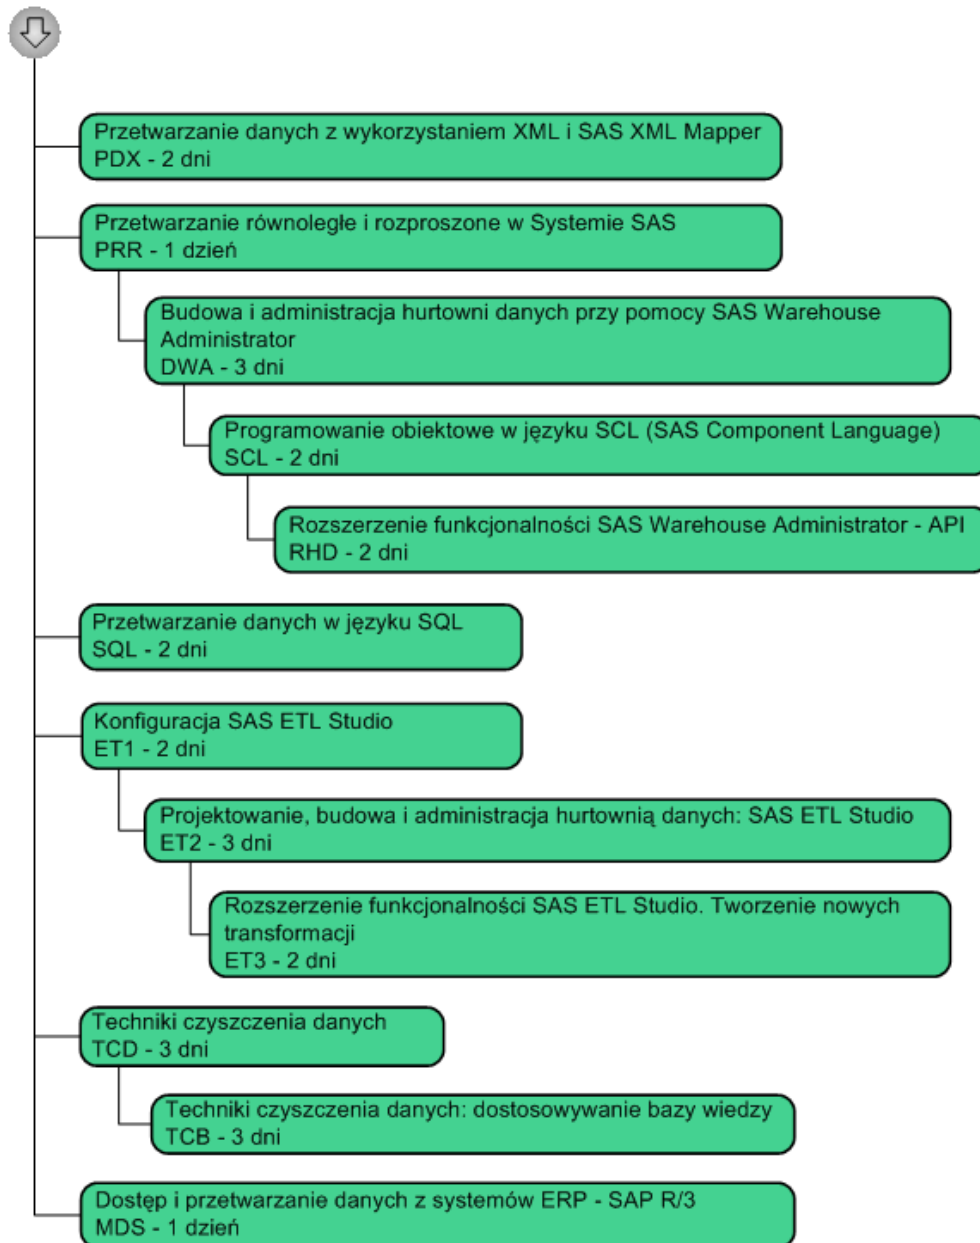 Przetwarzanie danych z wykorzystaniem XML i SAS XML Mapper
PDX - 2 dni
Przetwarzanie równoległe i rozproszone w Systemie SAS
PRR - 1 dzień
Budowa i administracja hurtowni danych przy pomocy SAS Warehouse
Administrator
DWA - 3 dni
Programowanie obiektowe w języku SCL (SAS Component Language)
SCL - 2 dni
Rozszerzenie funkcjonalności SAS Warehouse Administrator - API
RHD - 2 dni
Przetwarzanie danych w języku SQL
SQL - 2 dni
Konfiguracja SAS ETL Studio
ET1 - 2 dni
Projektowanie, budowa i administracja hurtownią danych: SAS ETL Studio
ET2 - 3 dni
Rozszerzenie funkcjonalności SAS ETL Studio. Tworzenie nowych
transformacji
ET3 - 2 dni
Techniki czyszczenia danych
TCD - 3 dni
Techniki czyszczenia danych: dostosowywanie bazy wiedzy
TCB - 3 dni
Dostęp i przetwarzanie danych z systemów ERP - SAP R/3
MDS - 1 dzień